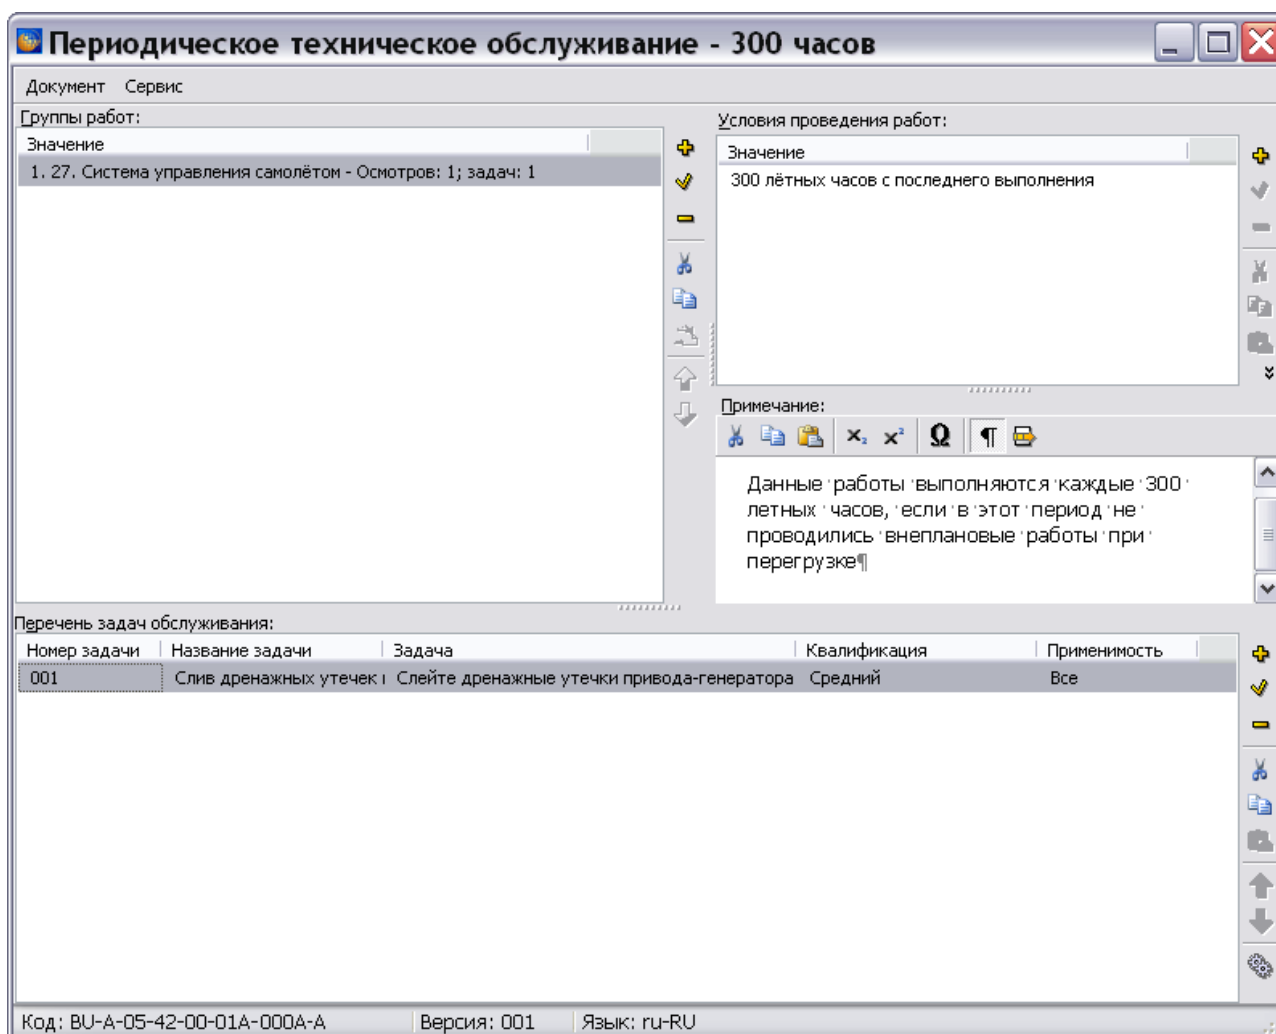 Периодическое техническое обслуживание - 300 часов
Документ Сервис
Группы работ:
Значение
1. 27. Система управления самолётом - Осмотров: 1; задач: 1
Условия проведения работ:
Значение
300 лётных часов с последнего выполнения
Примечание:
Данные работы выполняются каждые 300
летных часов, если в этот период не
проводились внеплановые работы при
перегрузке¶
Перечень задач обслуживания:
Номер задачи Название задачи Задача Квалификация Применимость
001 Слив дренажных утечек Слейте дренажные утечки привода-генератора Средний Все
Код: BU-A-05-42-00-01A-000A-A Версия: 001 Язык: ru-RU